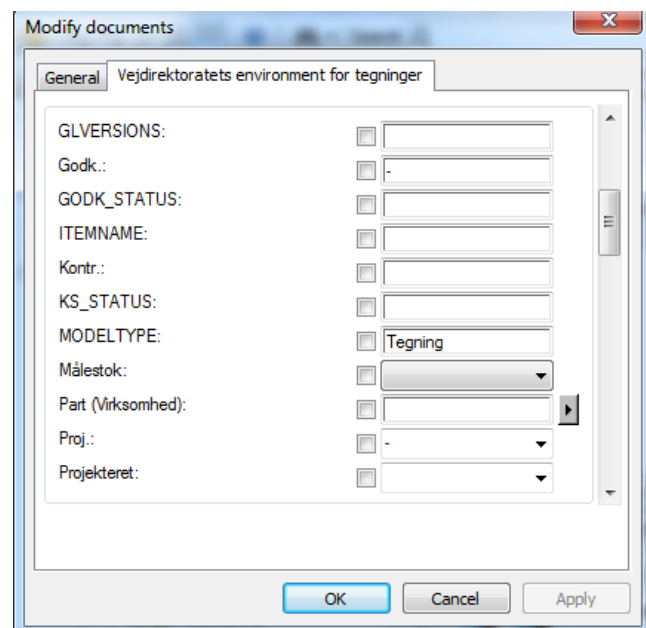 Modify documents
General Vejdirektoratets environment for tegninger
GLVERSIONS:
Godk.: -
GODK_STATUS:
ITEMNAME:
Kontr.:
KS_STATUS:
MODELTYPE: Tegning
Målestok:
Part (Virksomhed):
Proj.: -
Projekteret:
OK Cancel Apply